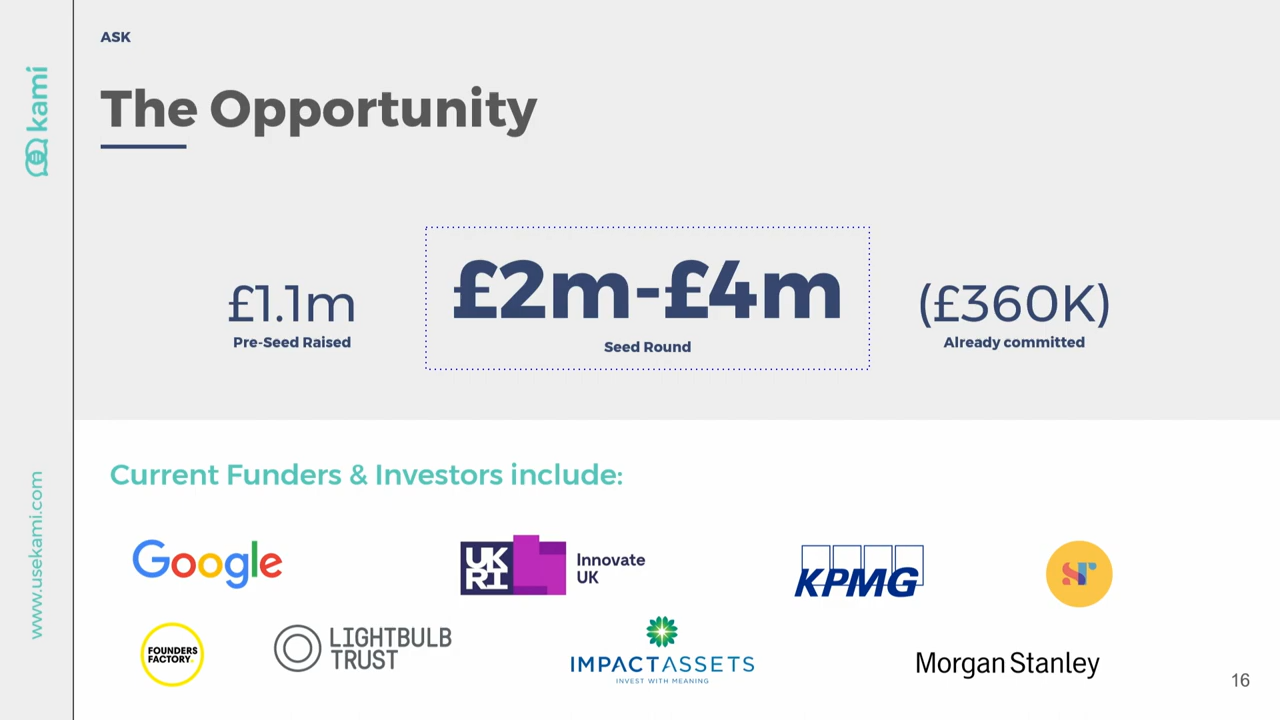 ASK
kami
The Opportunity
£1.1m
Pre-Seed Raised
£2m-£4m
Seed Round
(£360K)
Already committed
www.usekami.com
Current Funders & Investors include:
Google
UK
RI
Innovate
UK
KPMG
sr
FOUNDERS
FACTORY.
LIGHTBULB
TRUST
IMPACTASSETS
INVEST WITH MEANING
Morgan Stanley
16